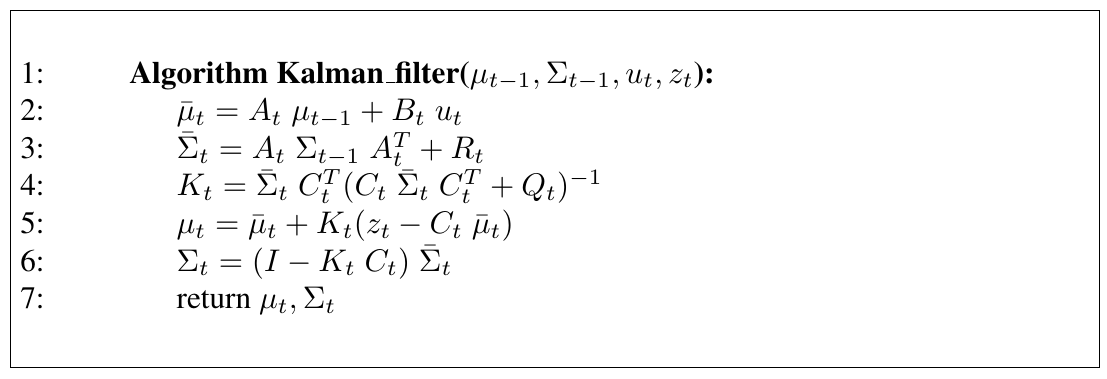 1: Algorithm Kalman_filter(μ_{t−1}, Σ_{t−1}, u_t, z_t):
2: μ̄_t = A_t μ_{t−1} + B_t u_t
3: Σ̄_t = A_t Σ_{t−1} A_t^T + R_t
4: K_t = Σ̄_t C_t^T (C_t Σ̄_t C_t^T + Q_t)^{−1}
5: μ_t = μ̄_t + K_t(z_t − C_t μ̄_t)
6: Σ_t = (I − K_t C_t) Σ̄_t
7: return μ_t, Σ_t